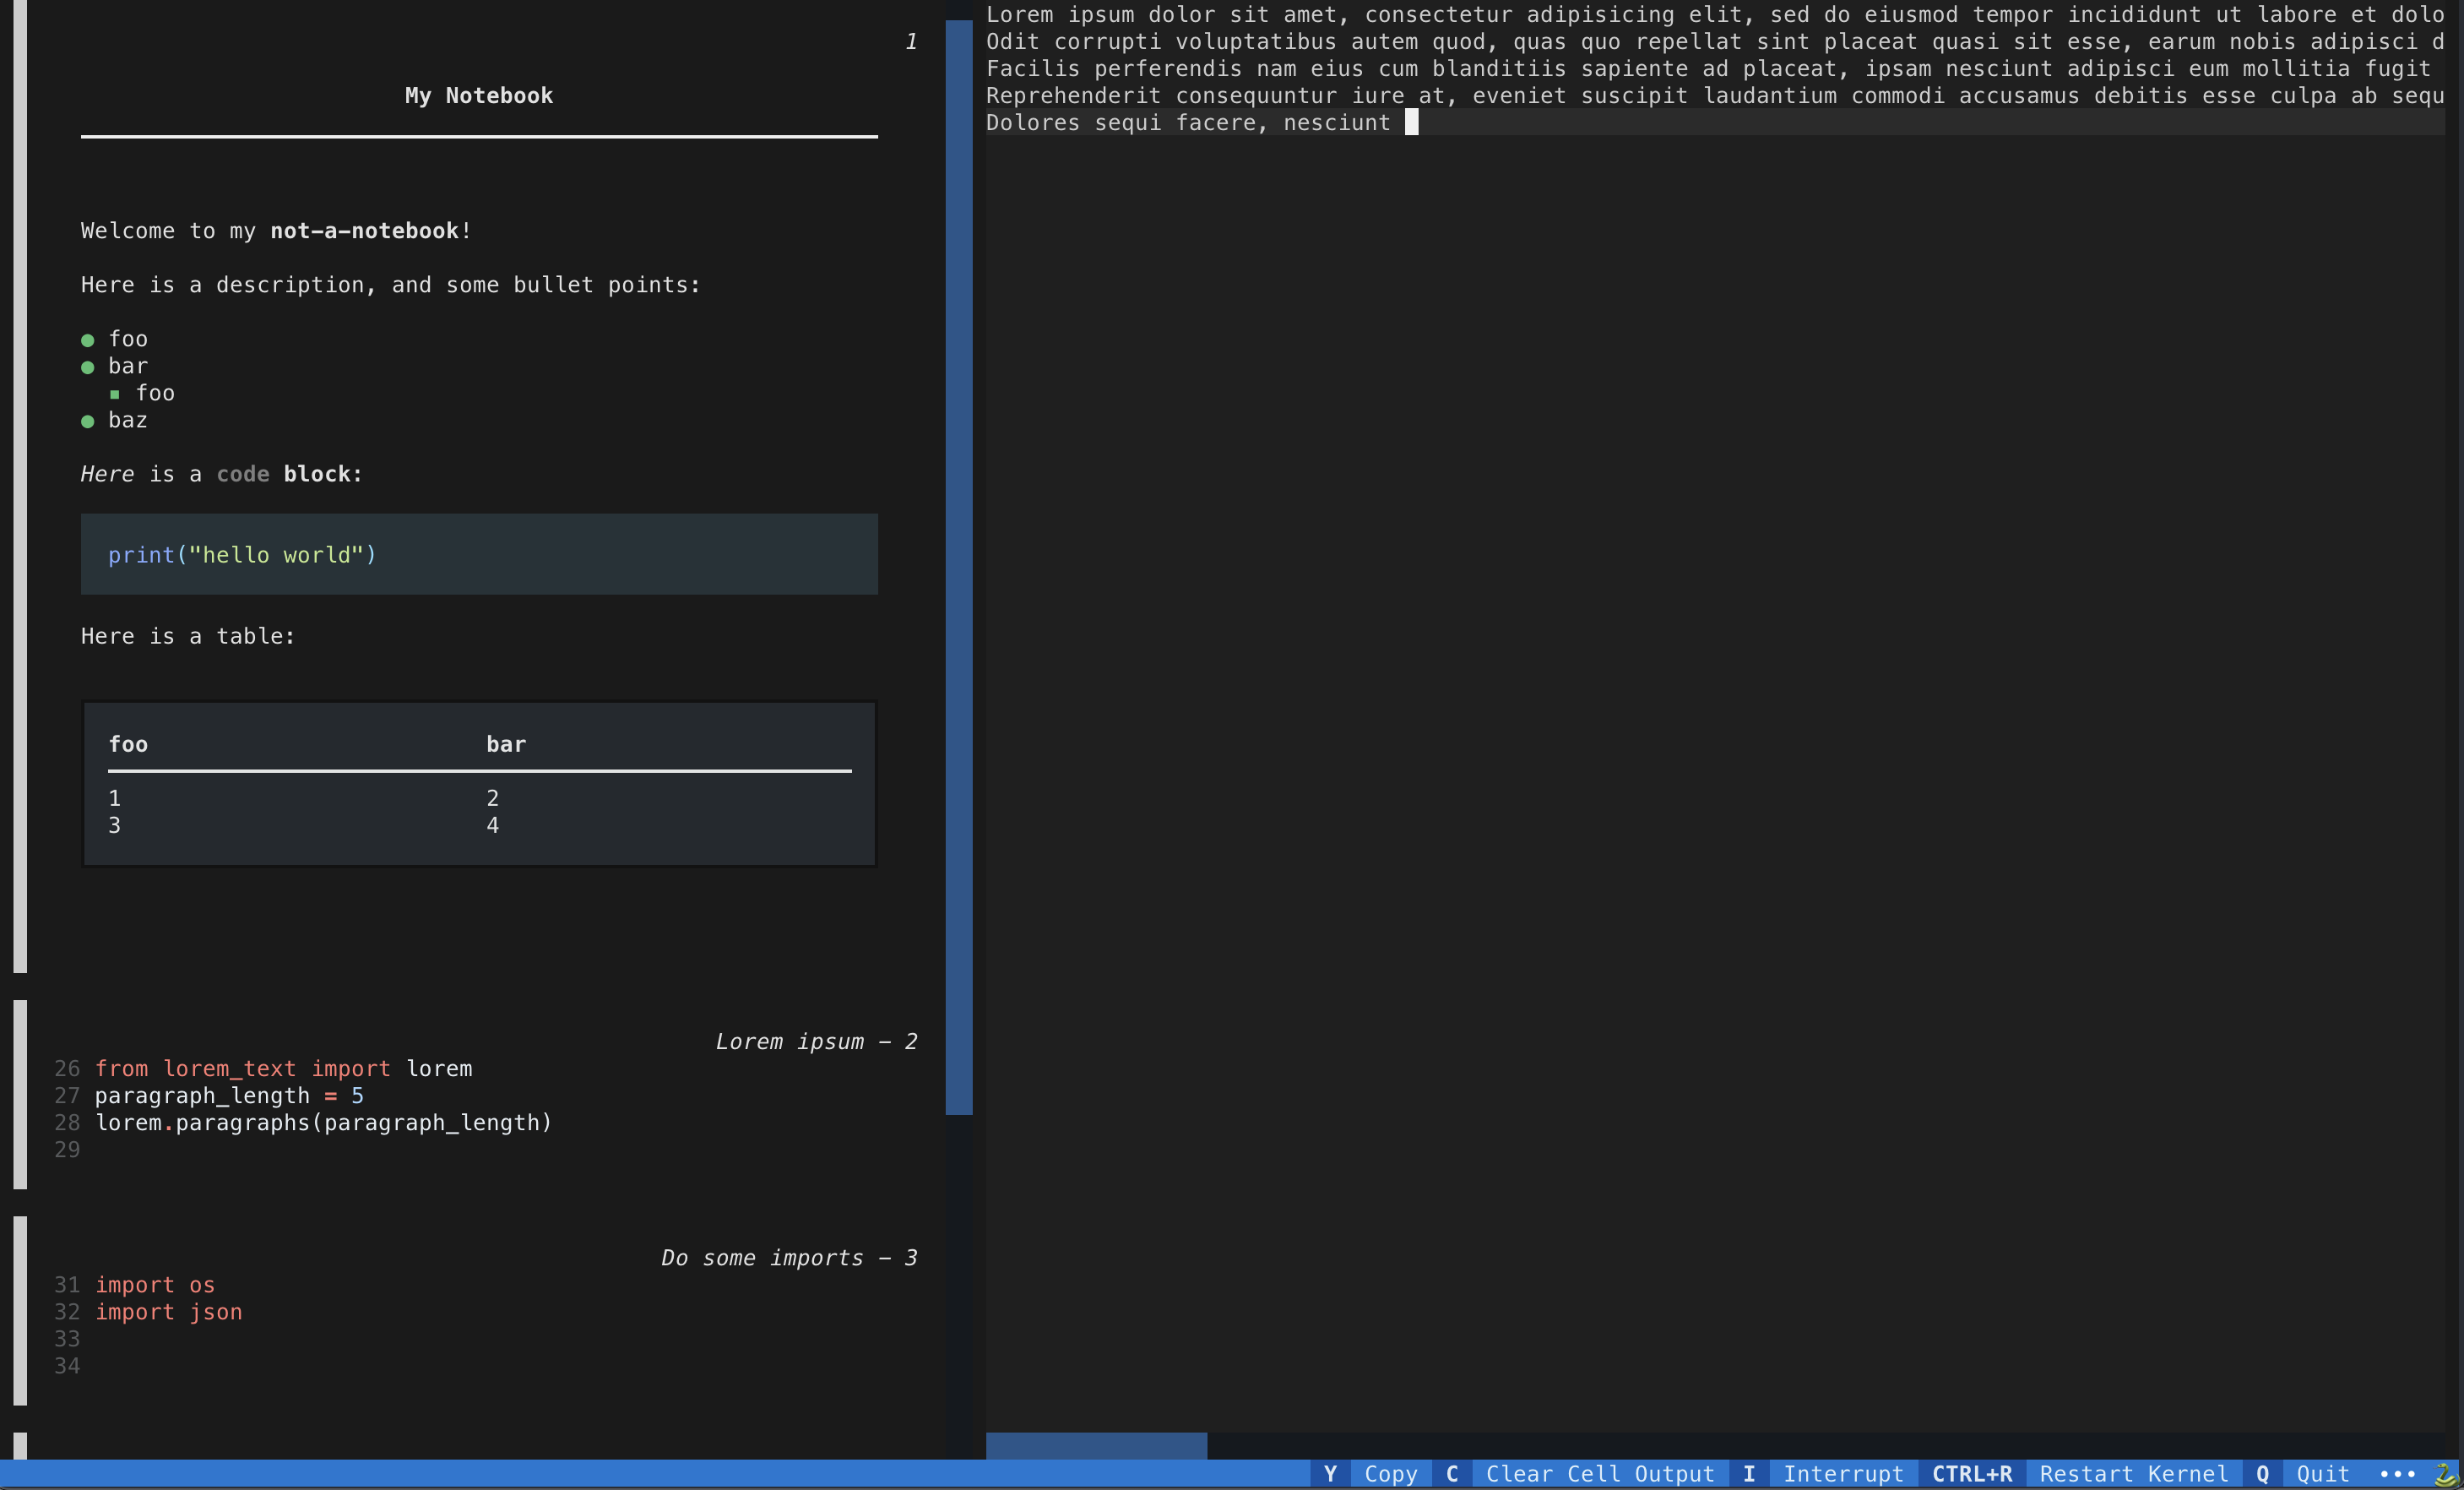 1
My Notebook
Welcome to my not-a-notebook!
Here is a description, and some bullet points:
● foo
● bar
▪ foo
● baz
Here is a code block:
print("hello world")
Here is a table:
foo bar
1 2
3 4
Lorem ipsum - 2
26 from lorem_text import lorem
27 paragraph_length = 5
28 lorem.paragraphs(paragraph_length)
29
Do some imports - 3
31 import os
32 import json
33
34
Lorem ipsum dolor sit amet, consectetur adipisicing elit, sed do eiusmod tempor incididunt ut labore et dolo
Odit corrupti voluptatibus autem quod, quas quo repellat sint placeat quasi sit esse, earum nobis adipisci d
Facilis perferendis nam eius cum blanditiis sapiente ad placeat, ipsam nesciunt adipisci eum mollitia fugit
Reprehenderit consequuntur iure at, eveniet suscipit laudantium commodi accusamus debitis esse culpa ab sequ
Dolores sequi facere, nesciunt
Y Copy C Clear Cell Output I Interrupt CTRL+R Restart Kernel Q Quit ••• 🐍